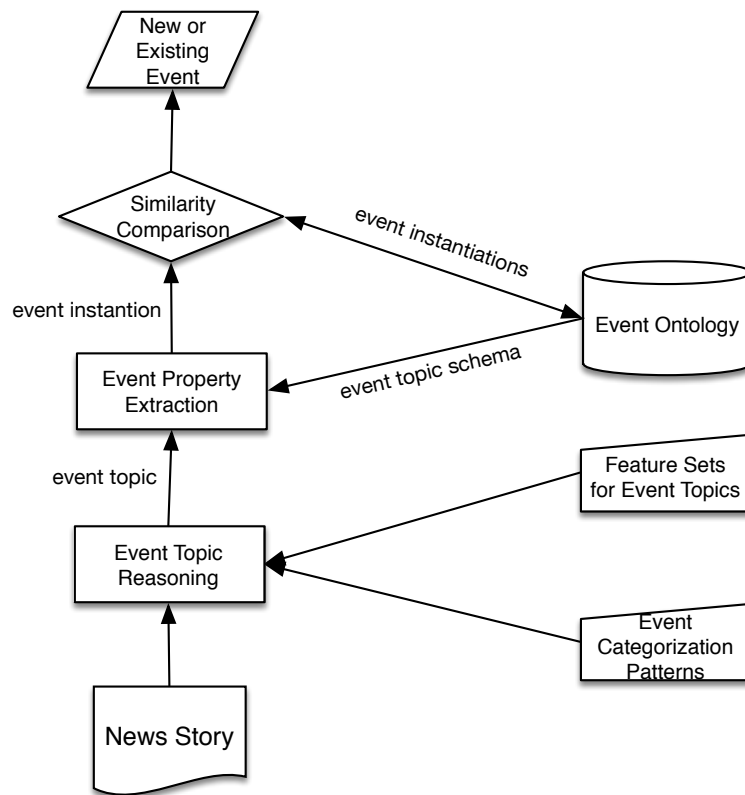 New or
Existing
Event
Similarity
Comparison
event instantiations
event instantion
Event Ontology
event topic schema
Event Property
Extraction
Feature Sets
for Event Topics
event topic
Event Topic
Reasoning
Event
Categorization
Patterns
News Story